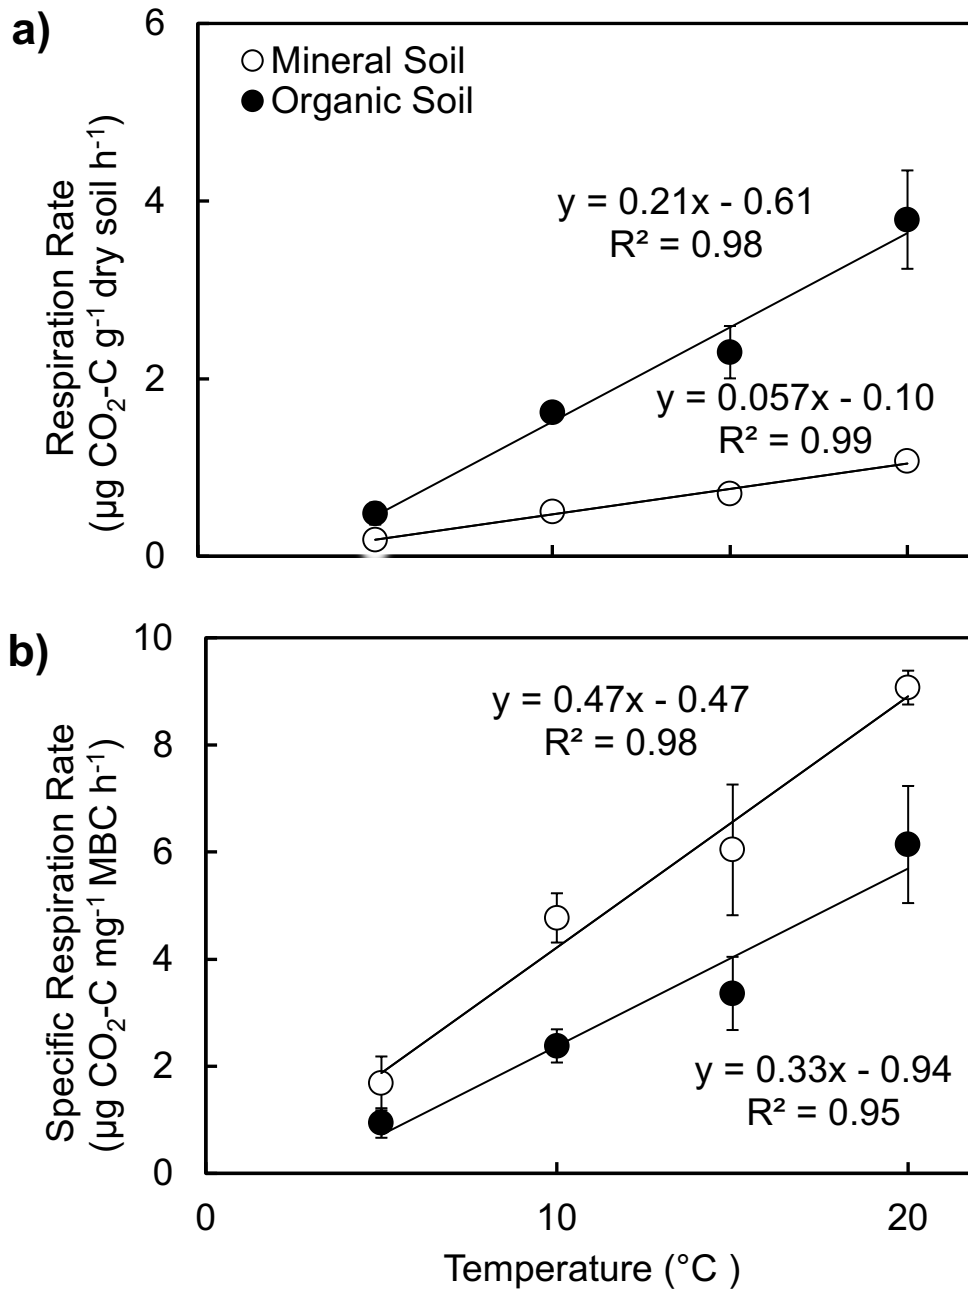 a)
6
4
2
0
Respiration Rate
(µg CO₂-C g⁻¹ dry soil h⁻¹)
Mineral Soil
Organic Soil
y = 0.21x - 0.61
R² = 0.98
y = 0.057x - 0.10
R² = 0.99
b)
10
8
6
4
2
0
Specific Respiration Rate
(µg CO₂-C mg⁻¹ MBC h⁻¹)
y = 0.47x - 0.47
R² = 0.98
y = 0.33x - 0.94
R² = 0.95
0 10 20
Temperature (°C )